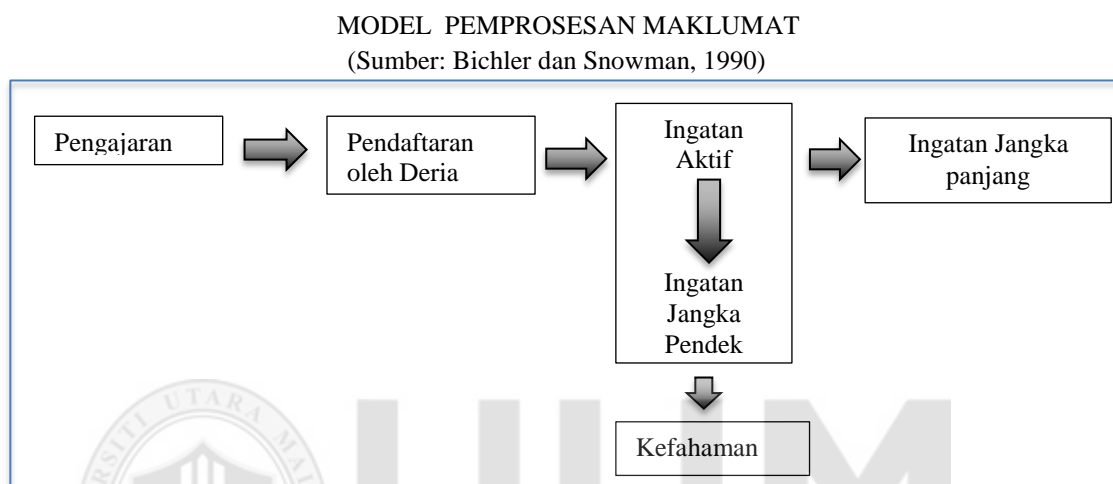 MODEL PEMPROSESAN MAKLUMAT
(Sumber: Bichler dan Snowman, 1990)
Pengajaran
Pendaftaran
oleh Deria
Ingatan
Aktif
Ingatan
Jangka
Pendek
Ingatan Jangka
panjang
Kefahaman
UTARA
UUM